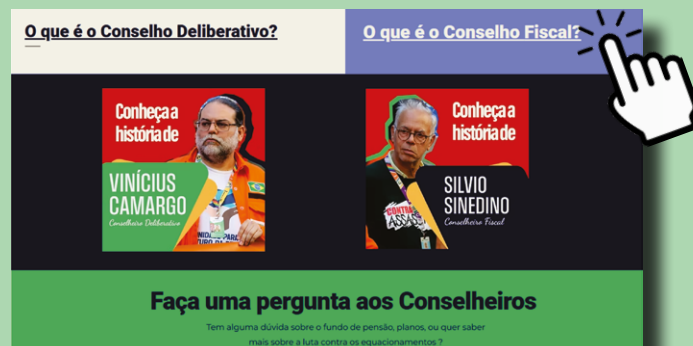 O que é o Conselho Deliberativo?
O que é o Conselho Fiscal?
Conheça a
história de
VINÍCIUS
CAMARGO
Conselheiro Deliberativo
Conheça a
história de
SILVIO
SINEDINO
Conselheiro Fiscal
CONTRA
ASSÃS
Faça uma pergunta aos Conselheiros
Tem alguma dúvida sobre o fundo de pensão, planos, ou quer saber
mais sobre a luta contra os equacionamentos ?